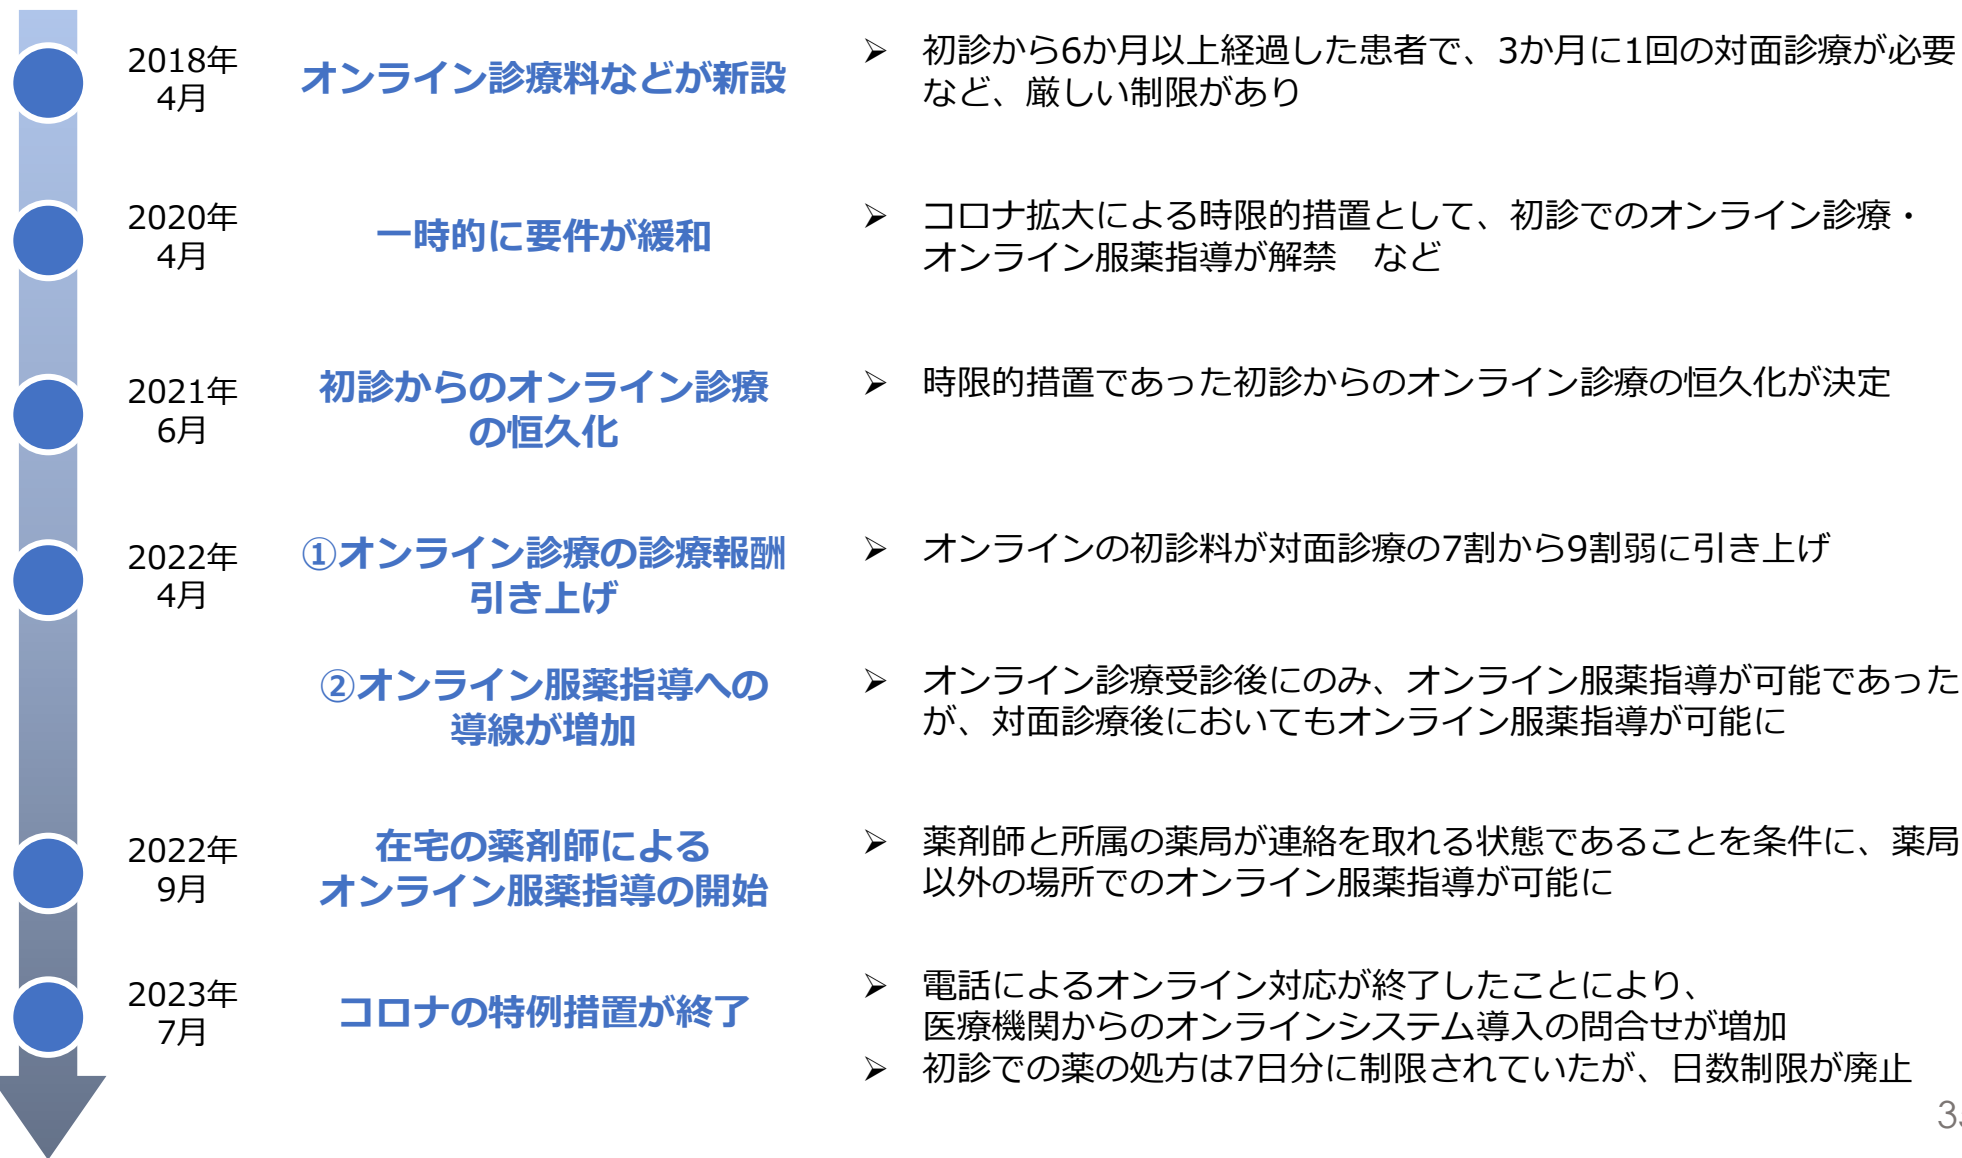 2018年
4月
オンライン診療料などが新設
➢ 初診から6か月以上経過した患者で、3か月に1回の対面診療が必要
など、厳しい制限があり
2020年
4月
一時的に要件が緩和
➢ コロナ拡大による時限的措置として、初診でのオンライン診療・
オンライン服薬指導が解禁　など
2021年
6月
初診からのオンライン診療
の恒久化
➢ 時限的措置であった初診からのオンライン診療の恒久化が決定
2022年
4月
①オンライン診療の診療報酬
引き上げ
➢ オンラインの初診料が対面診療の7割から9割弱に引き上げ
②オンライン服薬指導への
導線が増加
➢ オンライン診療受診後にのみ、オンライン服薬指導が可能であった
が、対面診療後においてもオンライン服薬指導が可能に
2022年
9月
在宅の薬剤師による
オンライン服薬指導の開始
➢ 薬剤師と所属の薬局が連絡を取れる状態であることを条件に、薬局
以外の場所でのオンライン服薬指導が可能に
2023年
7月
コロナの特例措置が終了
➢ 電話によるオンライン対応が終了したことにより、
医療機関からのオンラインシステム導入の問合せが増加
➢ 初診での薬の処方は7日分に制限されていたが、日数制限が廃止